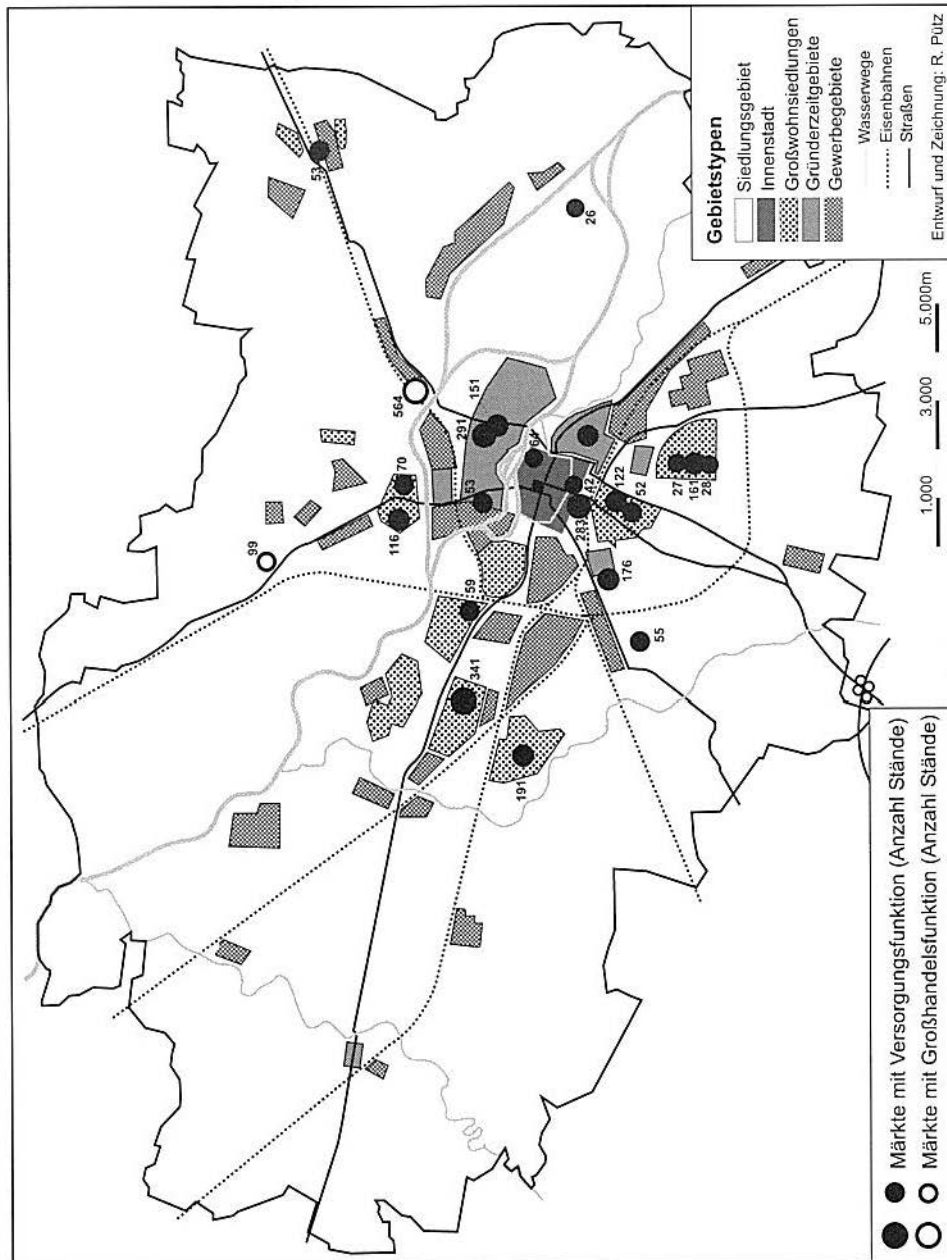 99
53
116
70
564
341
59
53
291
151
191
64
26
283
122
176
52
55
27
161
28
Gebietstypen
Siedlungsgebiet
Innenstadt
Großwohnsiedlungen
Gründerzeitgebiete
Gewerbegebiete
Wasserwege
Eisenbahnen
Straßen
Entwurf und Zeichnung: R. Pütz
1.000 3.000 5.000m
Märkte mit Versorgungsfunktion (Anzahl Stände)
Märkte mit Großhandelsfunktion (Anzahl Stände)